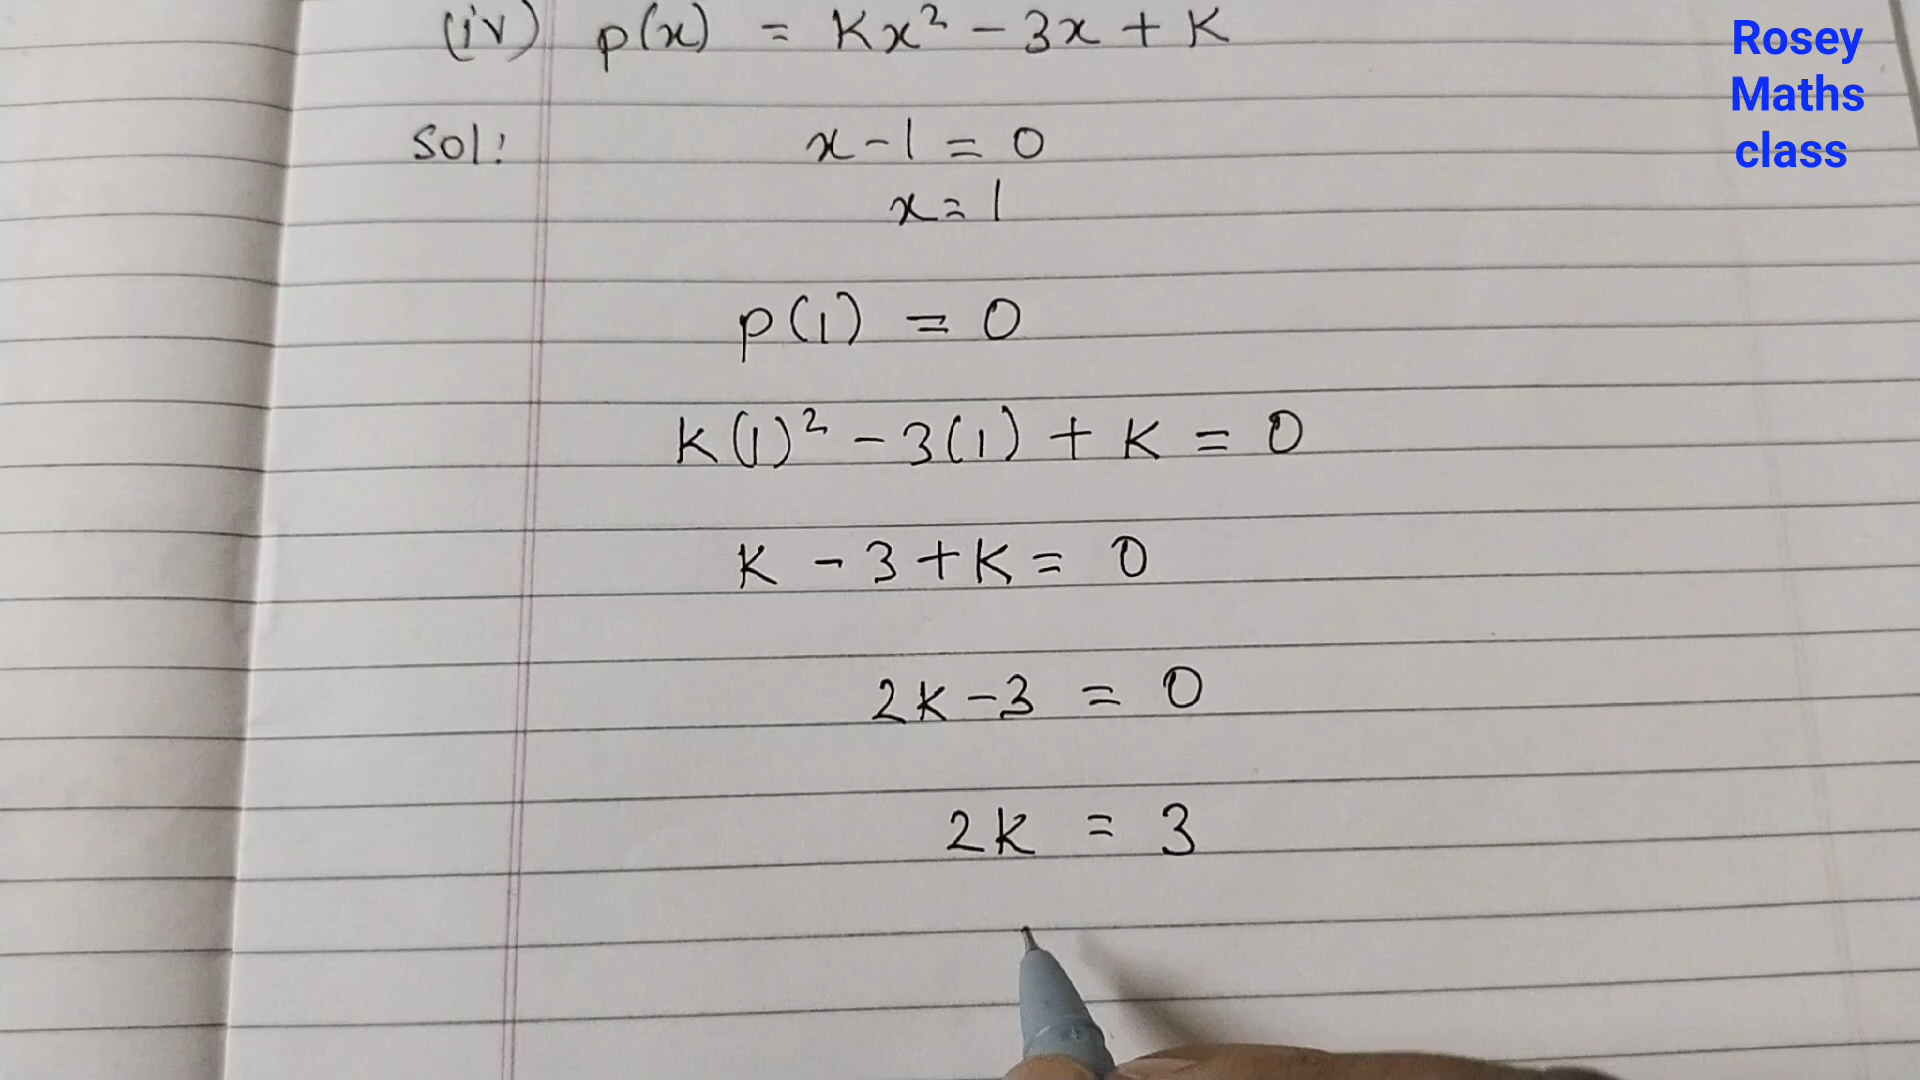 (iv) p(x) = Kx² - 3x + K
Rosey
Maths
class
Sol: x - 1 = 0
x = 1
p(1) = 0
K(1)² - 3(1) + K = 0
K - 3 + K = 0
2K - 3 = 0
2K = 3